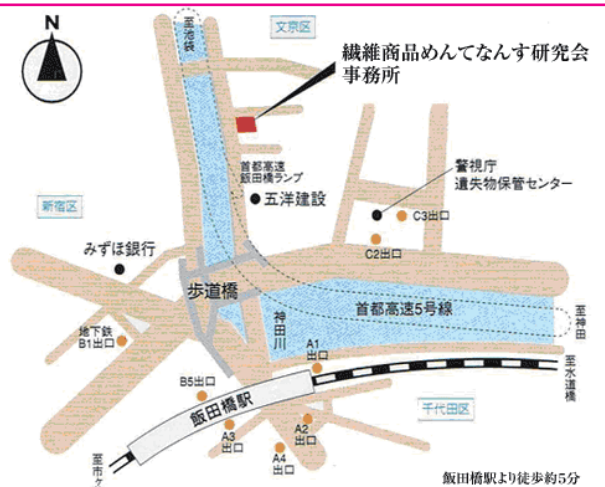 N
至池袋
文京区
繊維商品めんてなんす研究会
事務所
首都高速
飯田橋ランプ
五洋建設
警視庁
遺失物保管センター
C3出口
C2出口
新宿区
みずほ銀行
歩道橋
神田川
首都高速5号線
至神田
地下鉄
B1出口
A1
出口
至水道橋
B5出口
飯田橋駅
千代田区
A3
出口
A2
出口
A4
出口
至市ヶ
飯田橋駅より徒歩約5分